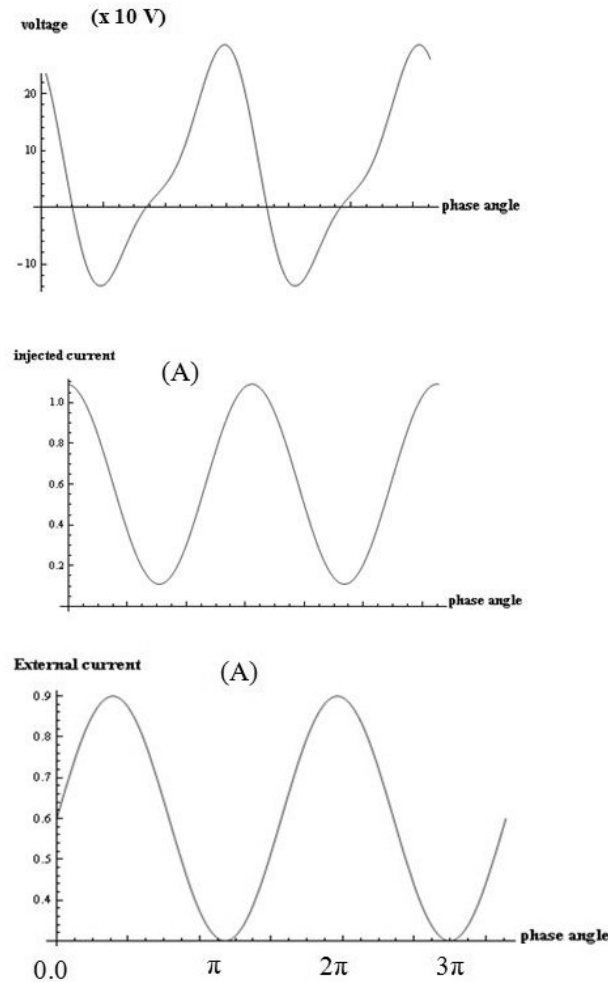 voltage (x 10 V)
20
10
phase angle
-10
injected current (A)
1.0
0.8
0.6
0.4
0.2
phase angle
External current (A)
0.9
0.8
0.7
0.6
0.5
0.4
phase angle
0.0 π 2π 3π